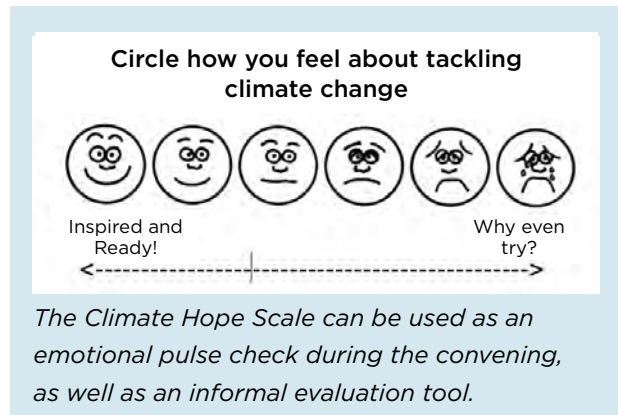 Circle how you feel about tackling
climate change
Inspired and
Ready!
Why even
try?
The Climate Hope Scale can be used as an
emotional pulse check during the convening,
as well as an informal evaluation tool.